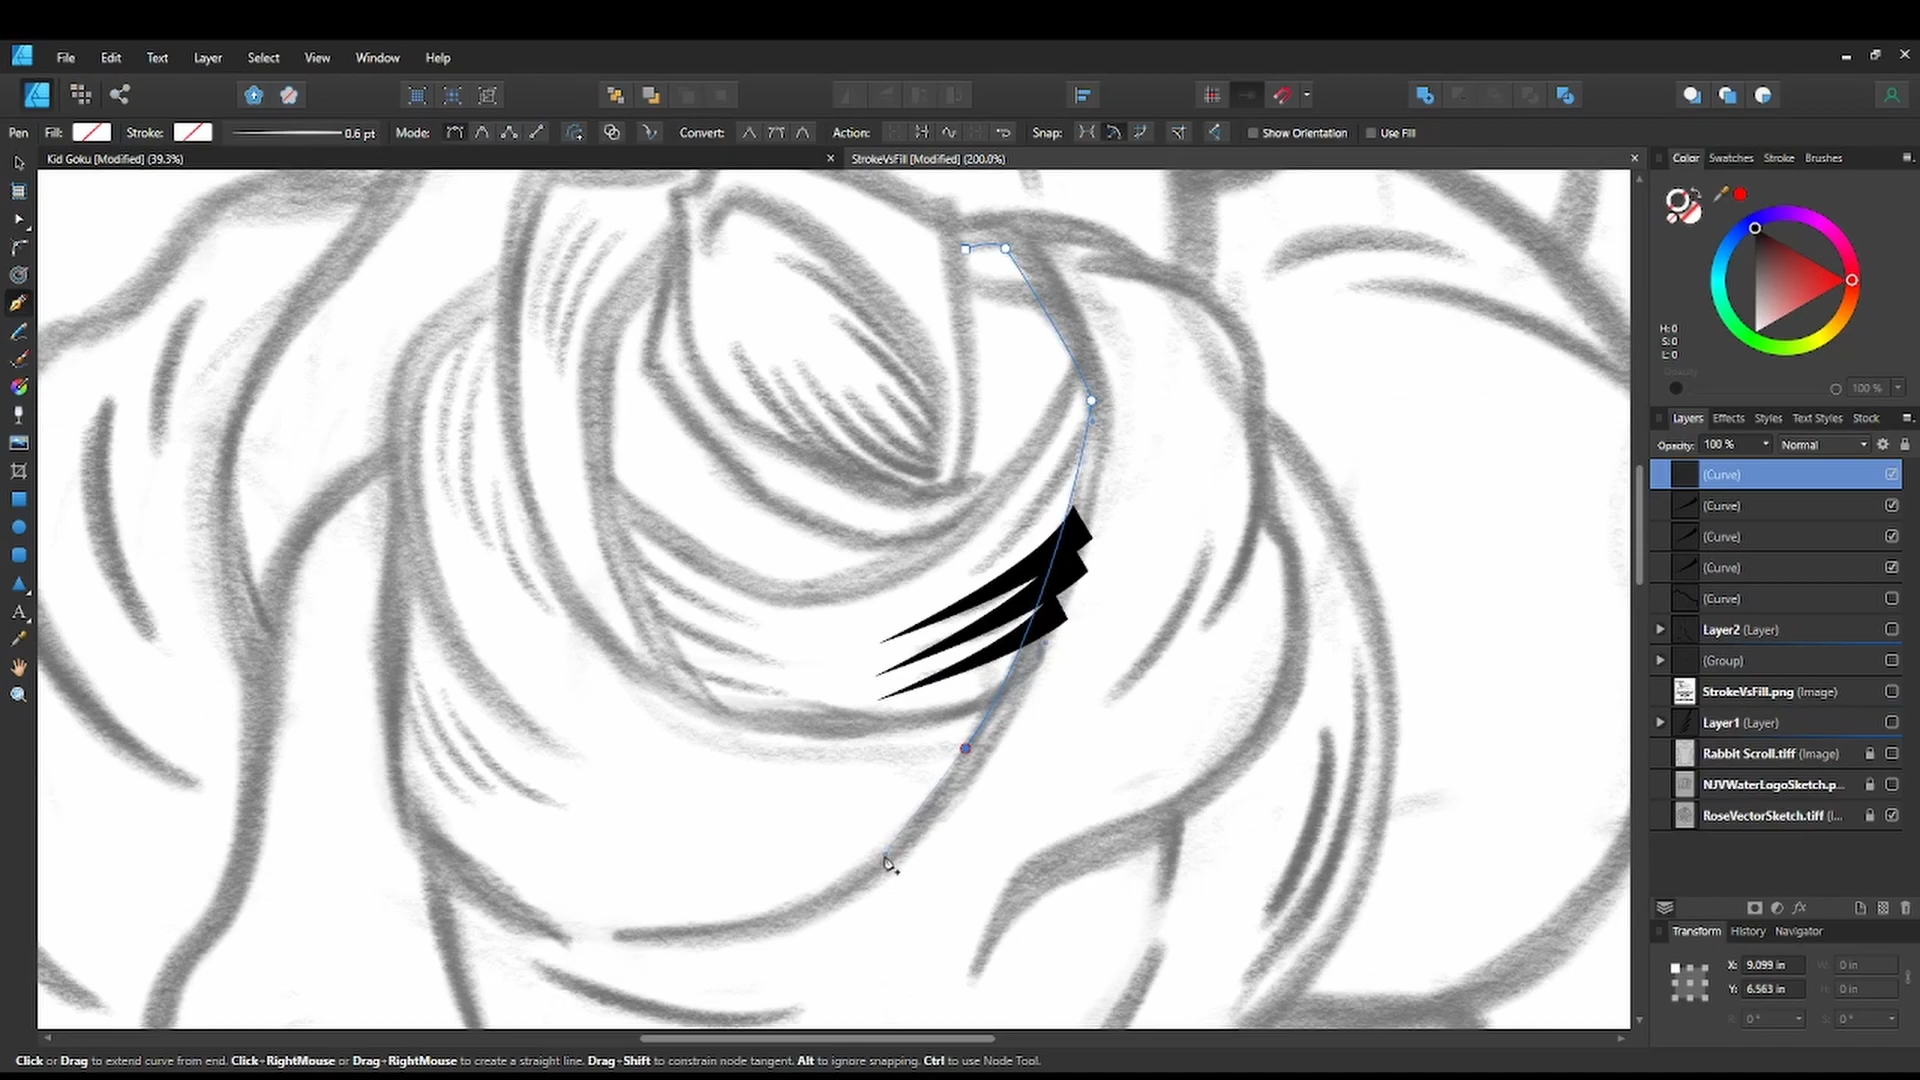 File Edit Text Layer Select View Window Help
Pen Fill: Stroke: 0.6 pt Mode: Convert: Action: Snap: Show Orientation Use Fill
Kid Goku [Modified] (39.3%) × StrokeVsFill [Modified] (200.0%) ×
Color Swatches Stroke Brushes
H:0
S:0
L:0
Opacity
100 %
Layers Effects Styles Text Styles Stock
Opacity: 100 % Normal
(Curve)
(Curve)
(Curve)
(Curve)
(Curve)
Layer2 (Layer)
(Group)
StrokeVsFill.png (Image)
Layer1 (Layer)
Rabbit Scroll.tiff (Image)
NJVWaterLogoSketch.p...
RoseVectorSketch.tiff (I...
Transform History Navigator
X: 9.099 in W: 0 in
Y: 6.563 in H: 0 in
R: 0 ° S: 0 °
Click or Drag to extend curve from end. Click+RightMouse or Drag+RightMouse to create a straight line. Drag+Shift to constrain node tangent. Alt to ignore snapping. Ctrl to use Node Tool.